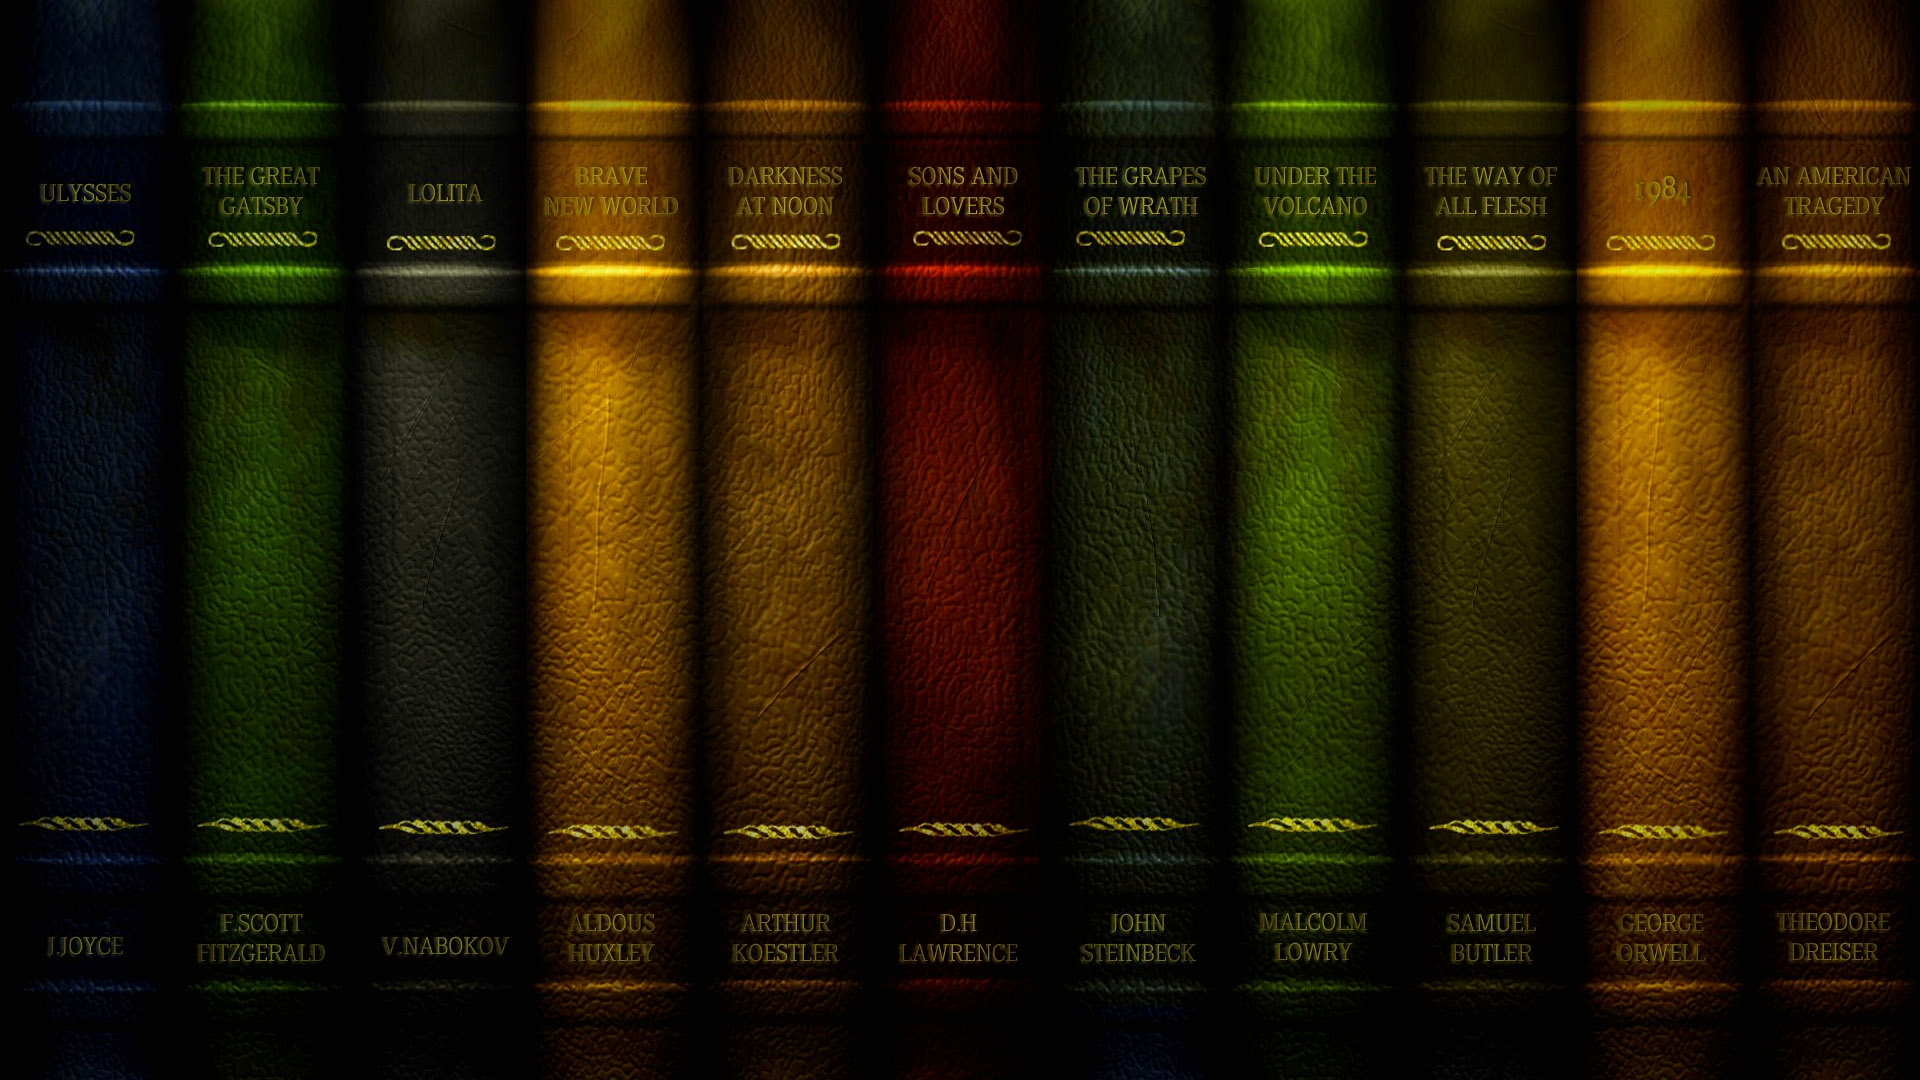 ULYSSES
J.JOYCE
THE GREAT
GATSBY
F.SCOTT
FITZGERALD
LOLITA
V.NABOKOV
BRAVE
NEW WORLD
ALDOUS
HUXLEY
DARKNESS
AT NOON
ARTHUR
KOESTLER
SONS AND
LOVERS
D.H
LAWRENCE
THE GRAPES
OF WRATH
JOHN
STEINBECK
UNDER THE
VOLCANO
MALCOLM
LOWRY
THE WAY OF
ALL FLESH
SAMUEL
BUTLER
1984
GEORGE
ORWELL
AN AMERICAN
TRAGEDY
THEODORE
DREISER